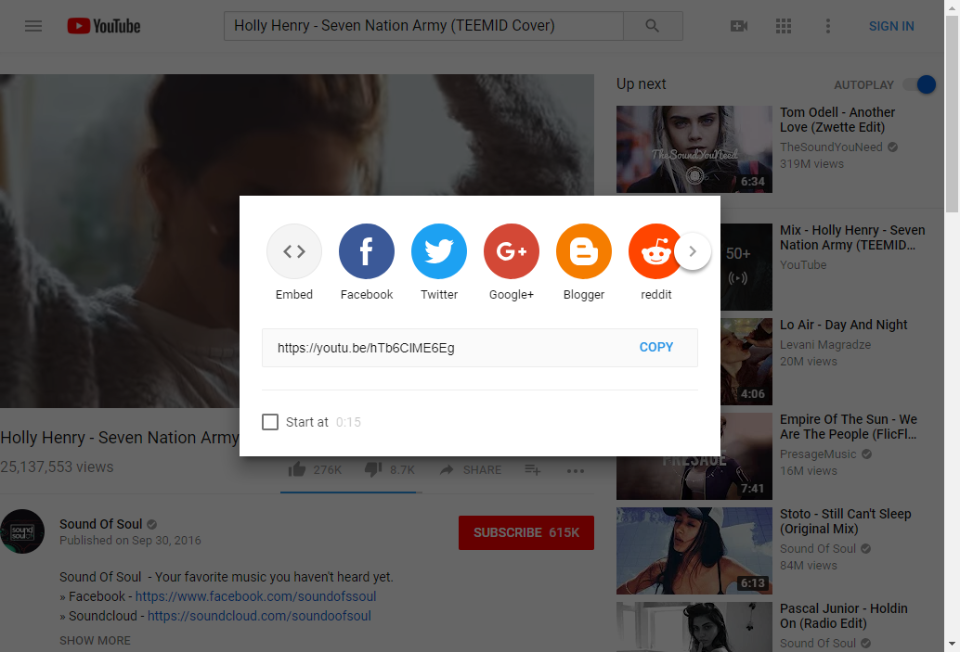 YouTube
Holly Henry - Seven Nation Army (TEEMID Cover)
SIGN IN
Up next
AUTOPLAY
TheSoundYouNeed
6:34
Tom Odell - Another
Love (Zwette Edit)
TheSoundYouNeed
319M views
50+
Mix - Holly Henry - Seven
Nation Army (TEEMID...
YouTube
4:06
Lo Air - Day And Night
Levani Magradze
20M views
PRESAGE
7:41
Empire Of The Sun - We
Are The People (FlicFl...
PresageMusic
16M views
6:13
Stoto - Still Can't Sleep
(Original Mix)
Sound Of Soul
84M views
Pascal Junior - Holdin
On (Radio Edit)
Sound Of Soul
Embed
Facebook
Twitter
G+
Google+
Blogger
reddit
https://youtu.be/hTb6CIME6Eg
COPY
Start at 0:15
Holly Henry - Seven Nation Army
25,137,553 views
276K
8.7K
SHARE
sound
soul
Sound Of Soul
Published on Sep 30, 2016
SUBSCRIBE 615K
Sound Of Soul - Your favorite music you haven't heard yet.
» Facebook - https://www.facebook.com/soundofssoul
» Soundcloud - https://soundcloud.com/soundoofsoul
SHOW MORE